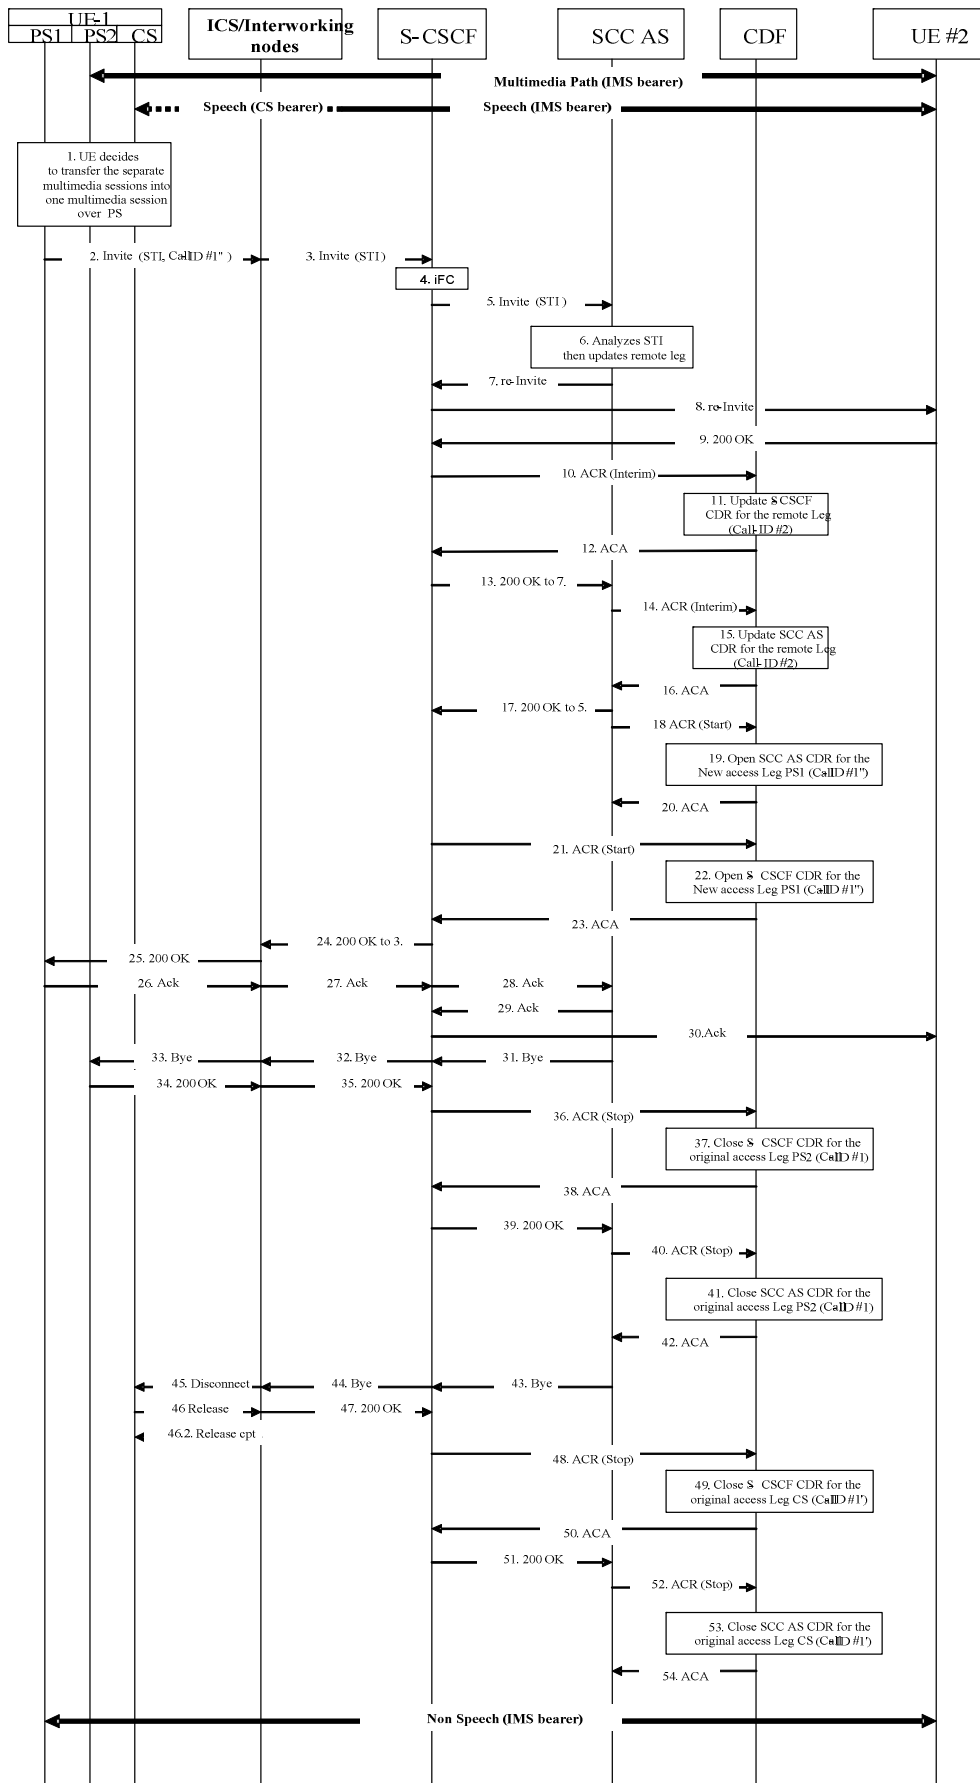 UE-1
PS1 PS2 CS
ICS/Interworking
nodes
S-CSCF
SCC AS
CDF
UE #2
Multimedia Path (IMS bearer)
Speech (CS bearer)
Speech (IMS bearer)
1. UE decides
to transfer the separate
multimedia sessions into
one multimedia session
over PS
2. Invite (STI, Call-ID #1'')
3. Invite (STI)
4. iFC
5. Invite (STI)
6. Analyzes STI
then updates remote leg
7. re-Invite
8. re-Invite
9. 200 OK
10. ACR (Interim)
11. Update S-CSCF
CDR for the remote Leg
(Call-ID #2)
12. ACA
13. 200 OK to 7.
14. ACR (Interim)
15. Update SCC AS
CDR for the remote Leg
(Call-ID #2)
16. ACA
17. 200 OK to 5.
18 ACR (Start)
19. Open SCC AS CDR for the
New access Leg PS1 (Call-ID #1'')
20. ACA
21. ACR (Start)
22. Open S-CSCF CDR for the
New access Leg PS1 (Call-ID #1'')
23. ACA
24. 200 OK to 3.
25. 200 OK
26. Ack
27. Ack
28. Ack
29. Ack
30.Ack
33. Bye
32. Bye
31. Bye
34. 200 OK
35. 200 OK
36. ACR (Stop)
37. Close S-CSCF CDR for the
original access Leg PS2 (Call-ID #1)
38. ACA
39. 200 OK
40. ACR (Stop)
41. Close SCC AS CDR for the
original access Leg PS2 (Call-ID #1)
42. ACA
45. Disconnect
44. Bye
43. Bye
46 Release
47. 200 OK
46.2. Release cpt
48. ACR (Stop)
49. Close S-CSCF CDR for the
original access Leg CS (Call-ID #1')
50. ACA
51. 200 OK
52. ACR (Stop)
53. Close SCC AS CDR for the
original access Leg CS (Call-ID #1')
54. ACA
Non Speech (IMS bearer)